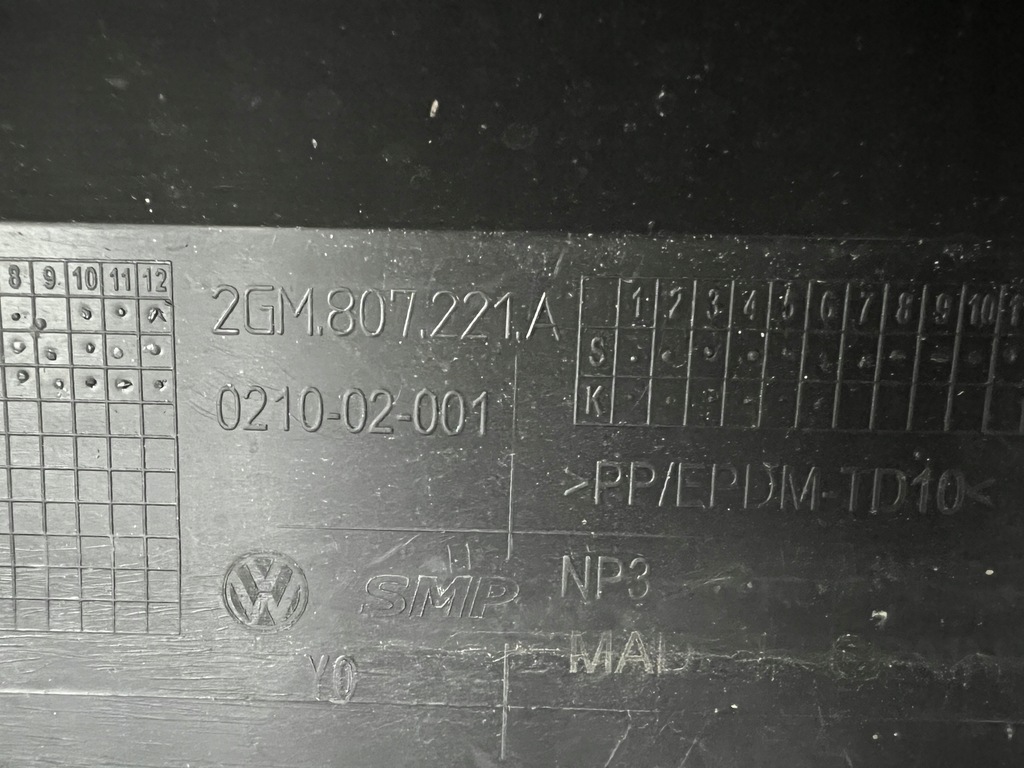 8 9 10 11 12
2GM.807.221.A
0210-02-001
1 2 3 4 5 6 7 8 9 10
S
K
>PP/EPDM-TD10<
VW
SMP
NP3
Y0